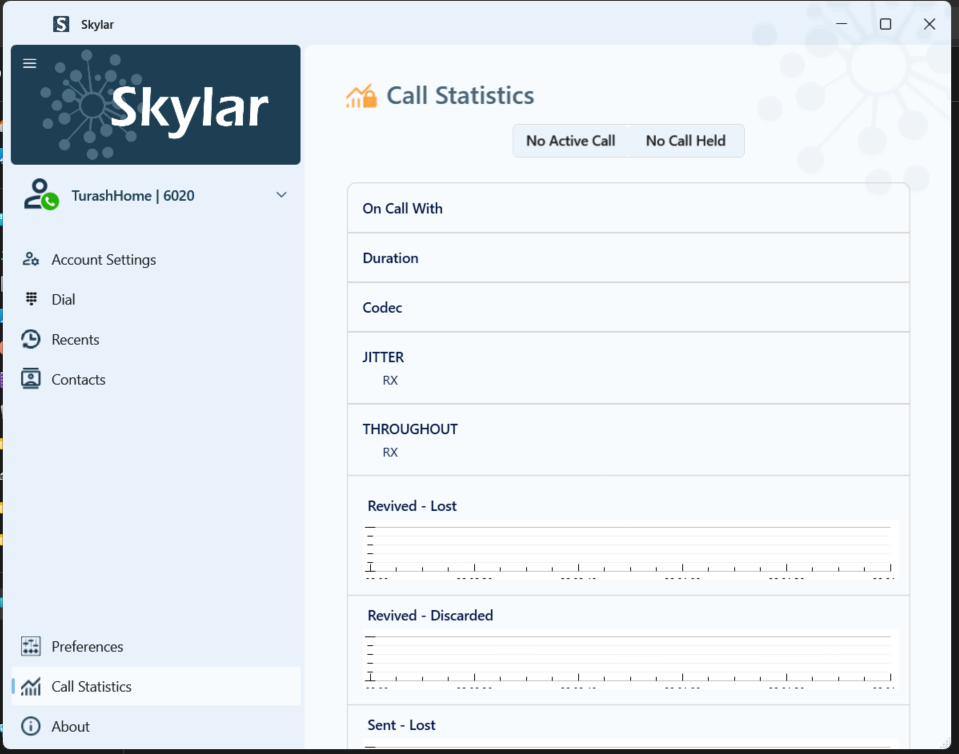 S Skylar
Skylar
TurashHome | 6020
Account Settings
Dial
Recents
Contacts
Preferences
Call Statistics
About
Call Statistics
No Active Call No Call Held
On Call With
Duration
Codec
JITTER
RX
THROUGHOUT
RX
Revived - Lost
Revived - Discarded
Sent - Lost